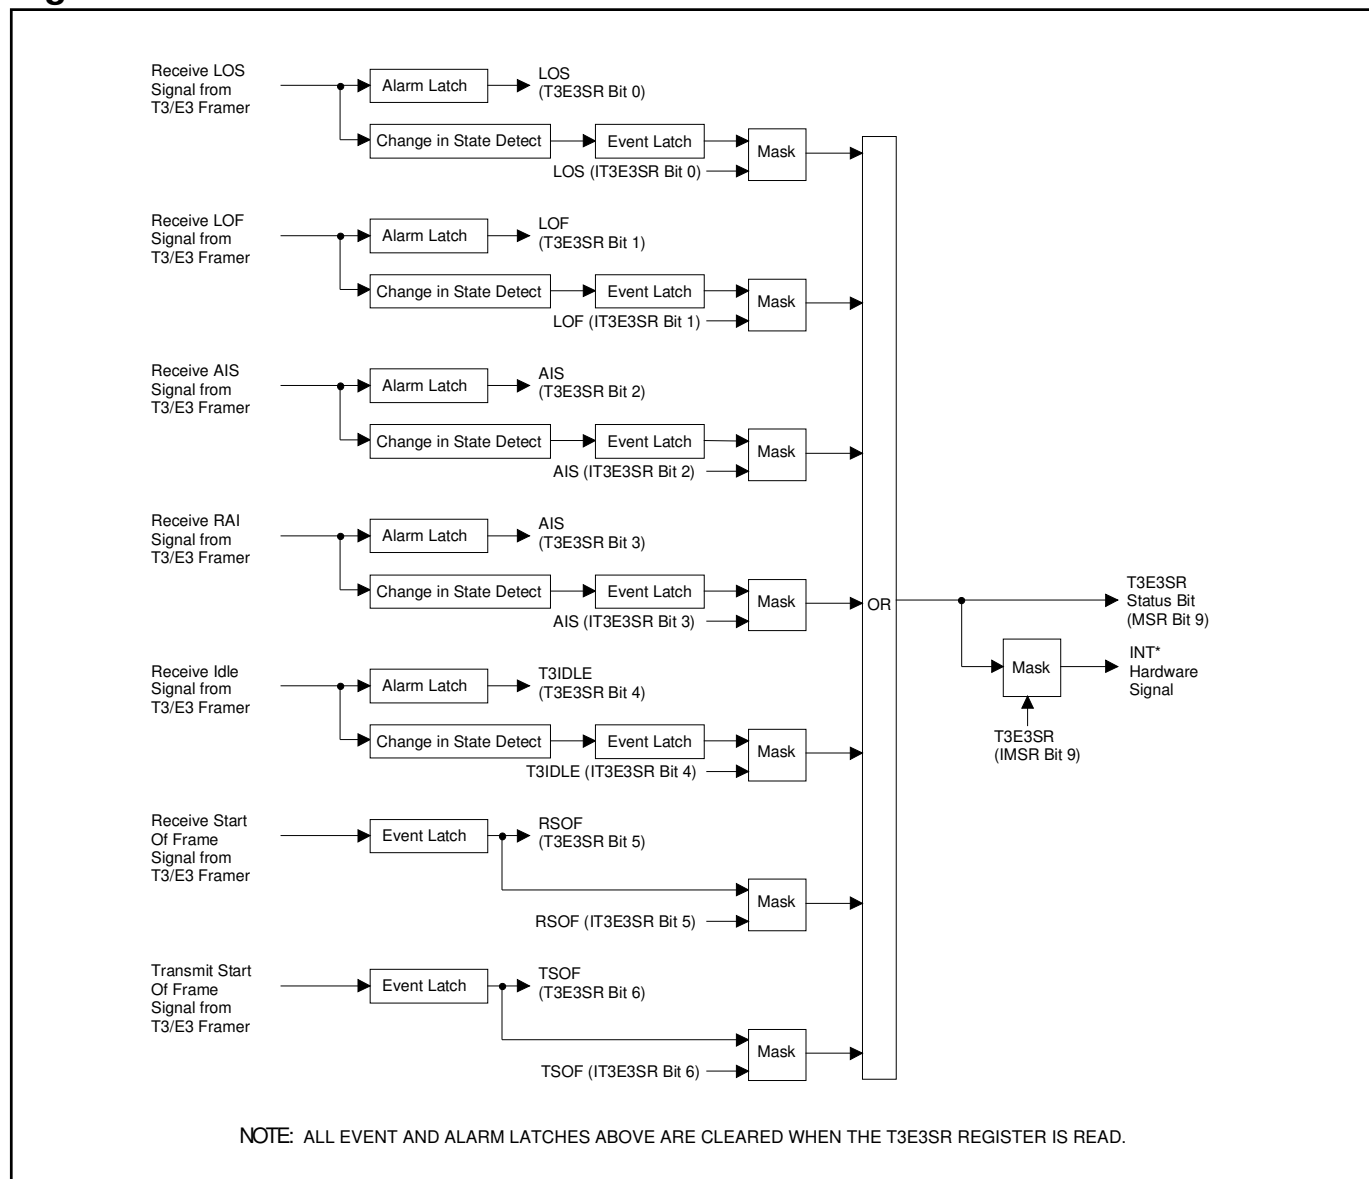 Receive LOS
Signal from
T3/E3 Framer
Alarm Latch
LOS
(T3E3SR Bit 0)
Change in State Detect
Event Latch
Mask
LOS (IT3E3SR Bit 0)
Receive LOF
Signal from
T3/E3 Framer
Alarm Latch
LOF
(T3E3SR Bit 1)
Change in State Detect
Event Latch
Mask
LOF (IT3E3SR Bit 1)
Receive AIS
Signal from
T3/E3 Framer
Alarm Latch
AIS
(T3E3SR Bit 2)
Change in State Detect
Event Latch
Mask
AIS (IT3E3SR Bit 2)
Receive RAI
Signal from
T3/E3 Framer
Alarm Latch
AIS
(T3E3SR Bit 3)
Change in State Detect
Event Latch
Mask
AIS (IT3E3SR Bit 3)
Receive Idle
Signal from
T3/E3 Framer
Alarm Latch
T3IDLE
(T3E3SR Bit 4)
Change in State Detect
Event Latch
Mask
T3IDLE (IT3E3SR Bit 4)
Receive Start
Of Frame
Signal from
T3/E3 Framer
Event Latch
RSOF
(T3E3SR Bit 5)
Mask
RSOF (IT3E3SR Bit 5)
Transmit Start
Of Frame
Signal from
T3/E3 Framer
Event Latch
TSOF
(T3E3SR Bit 6)
Mask
TSOF (IT3E3SR Bit 6)
OR
T3E3SR
Status Bit
(MSR Bit 9)
Mask
INT*
Hardware
Signal
T3E3SR
(IMSR Bit 9)
NOTE: ALL EVENT AND ALARM LATCHES ABOVE ARE CLEARED WHEN THE T3E3SR REGISTER IS READ.